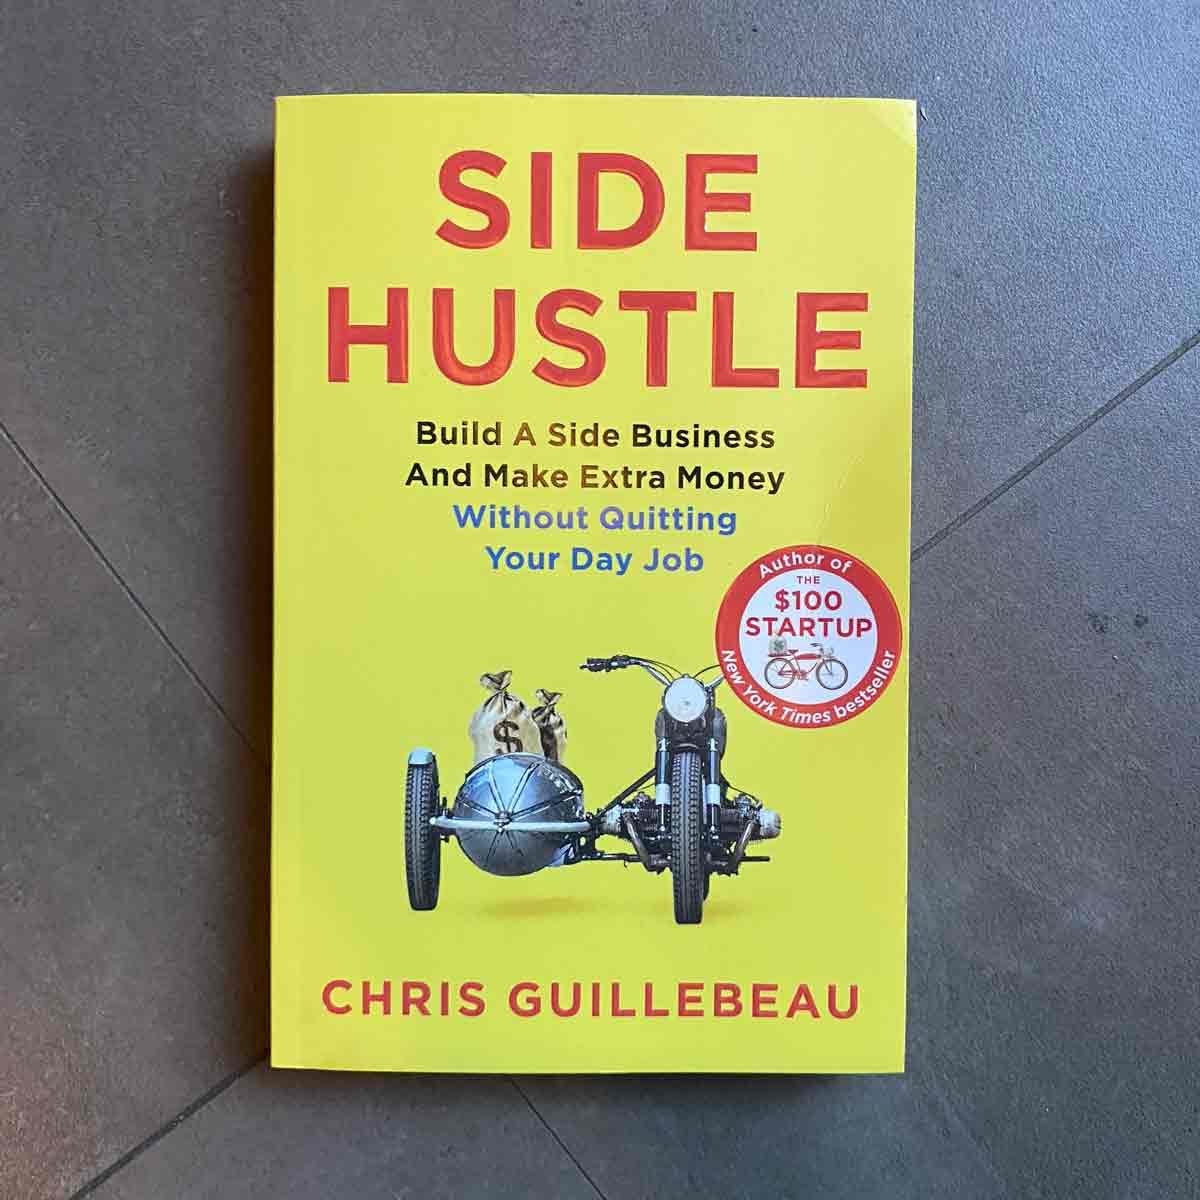 SIDE
HUSTLE
Build A Side Business
And Make Extra Money
Without Quitting
Your Day Job
Author of
THE
$100
STARTUP
New York Times bestseller
$
CHRIS GUILLEBEAU